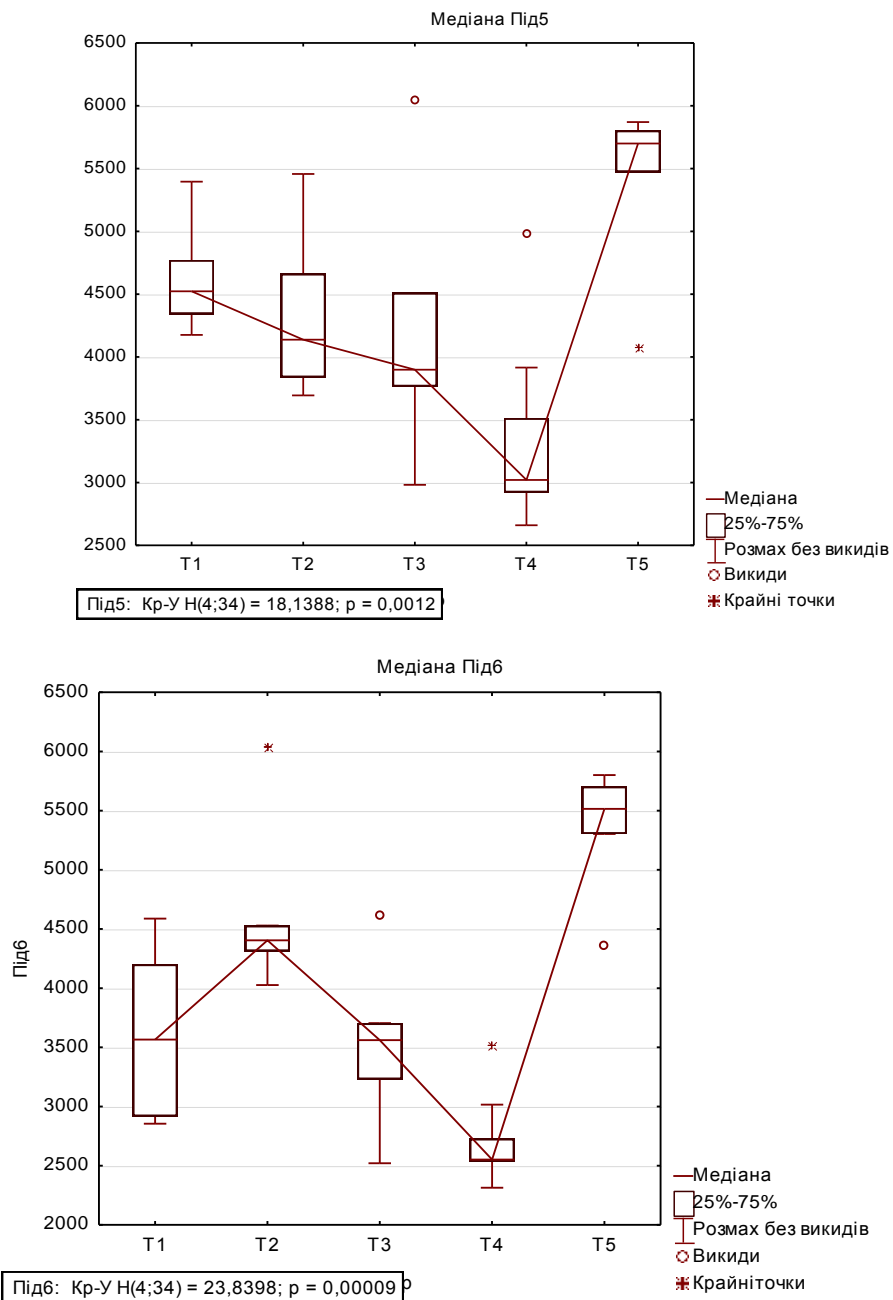 Медіана Під5
6500
6000
5500
5000
4500
4000
3500
3000
2500
T1 T2 T3 T4 T5
Медіана
25%-75%
Розмах без викидів
Викиди
Крайні точки
Під5: Кр-У H(4;34) = 18,1388; p = 0,0012
Медіана Під6
6500
6000
5500
5000
4500
4000
3500
3000
2500
2000
Під6
T1 T2 T3 T4 T5
Медіана
25%-75%
Розмах без викидів
Викиди
Крайніточки
Під6: Кр-У H(4;34) = 23,8398; p = 0,00009